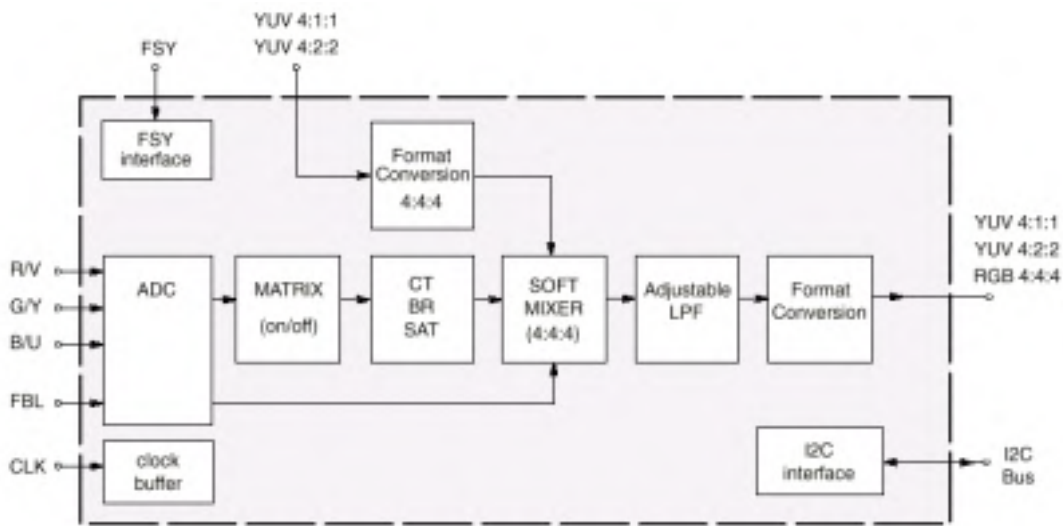 YUV 4:1:1
YUV 4:2:2
FSY
FSY
interface
Format
Conversion
4:4:4
YUV 4:1:1
YUV 4:2:2
RGB 4:4:4
R/V
G/Y
B/U
FBL
CLK
ADC
MATRIX
(on/off)
CT
BR
SAT
SOFT
MIXER
(4:4:4)
Adjustable
LPF
Format
Conversion
clock
buffer
I2C
interface
I2C
Bus